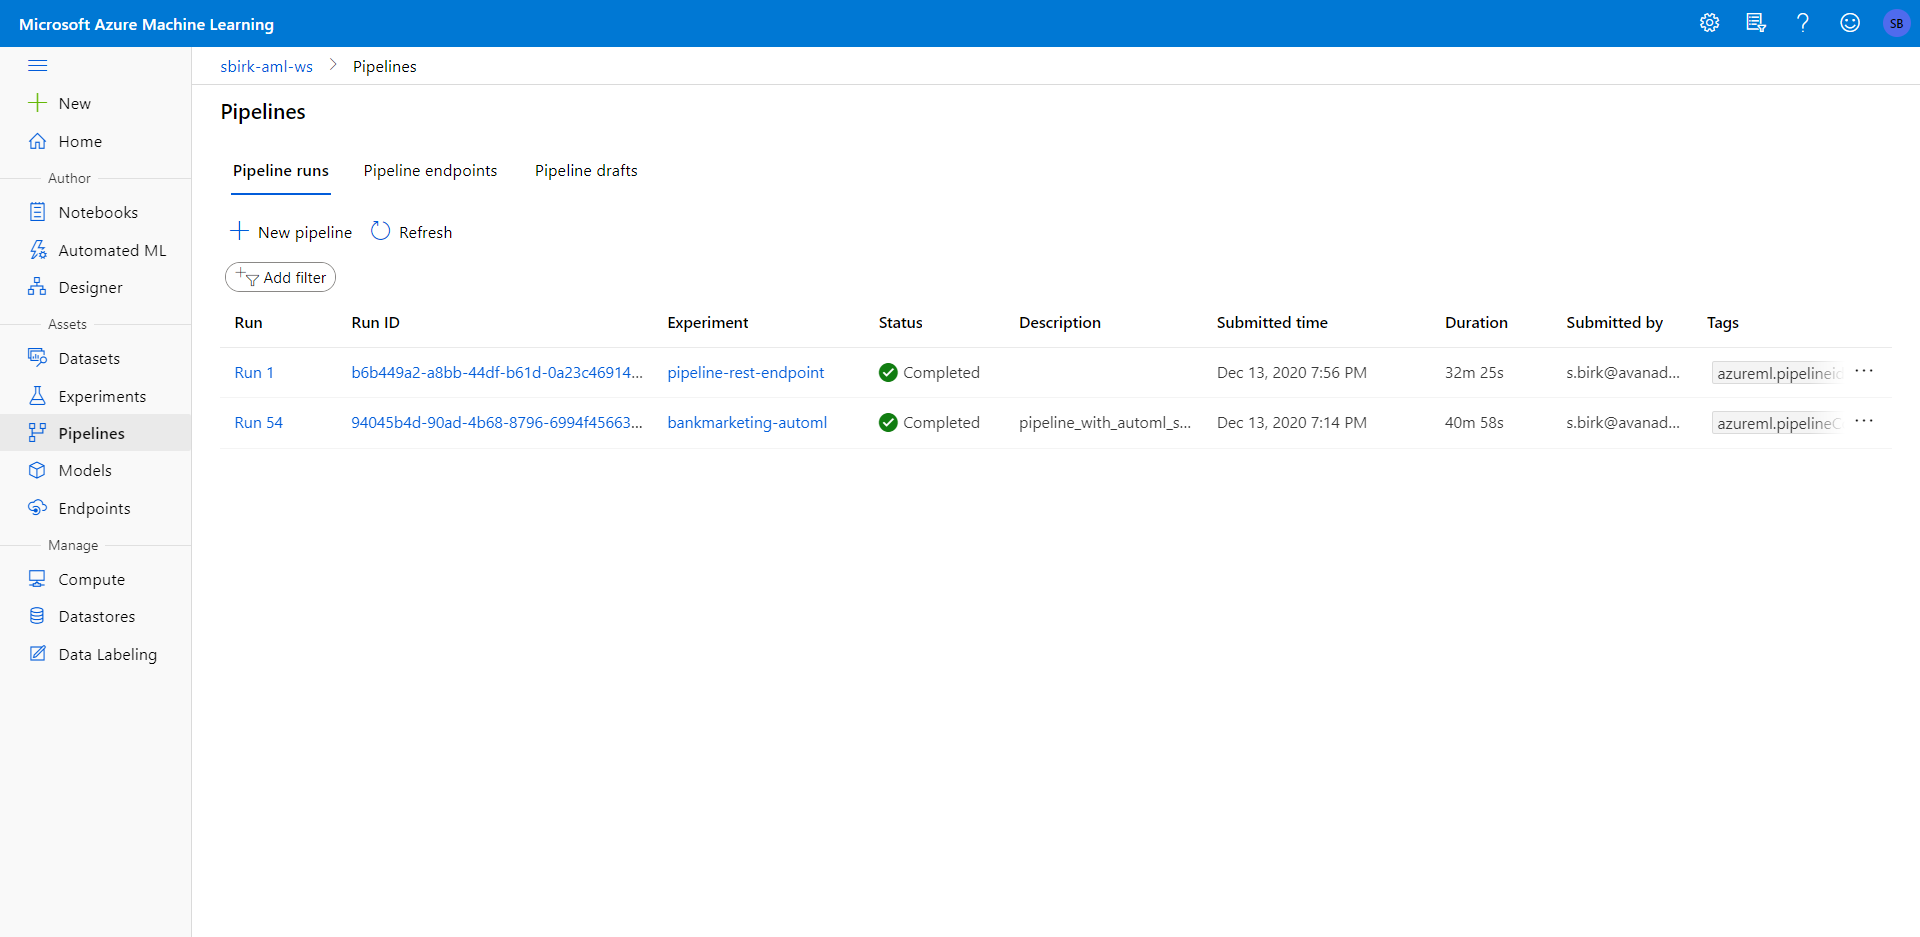 Microsoft Azure Machine Learning
SB
sbirk-aml-ws > Pipelines
New
Home
Author
Notebooks
Automated ML
Designer
Assets
Datasets
Experiments
Pipelines
Models
Endpoints
Manage
Compute
Datastores
Data Labeling
Pipelines
Pipeline runs Pipeline endpoints Pipeline drafts
New pipeline Refresh
Add filter
Run Run ID Experiment Status Description Submitted time Duration Submitted by Tags
Run 1 b6b449a2-a8bb-44df-b61d-0a23c46914... pipeline-rest-endpoint Completed Dec 13, 2020 7:56 PM 32m 25s s.birk@avanad... azureml.pipelineid ...
Run 54 94045b4d-90ad-4b68-8796-6994f45663... bankmarketing-automl Completed pipeline_with_automl_s... Dec 13, 2020 7:14 PM 40m 58s s.birk@avanad... azureml.pipelineC ...